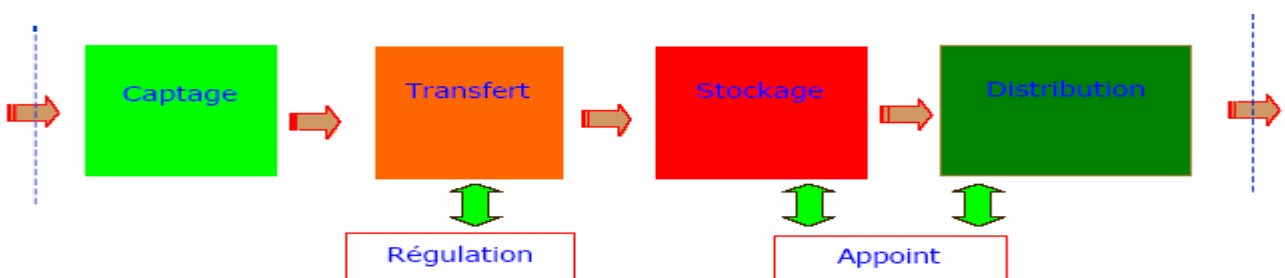 Captage
Transfert
Stockage
Distribution
Régulation
Appoint